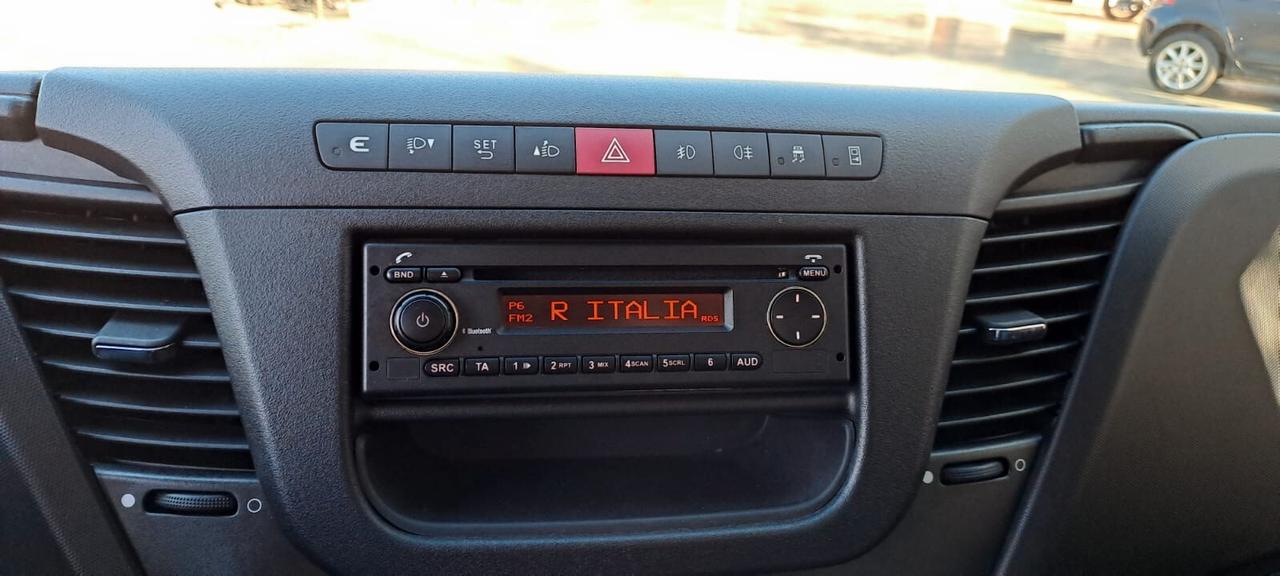 SET
BND
MENU
P6
FM2
R ITALIA
RDS
Bluetooth
SRC
TA
1
2 RPT
3 MIX
4 SCAN
5 SCRL
6
AUD